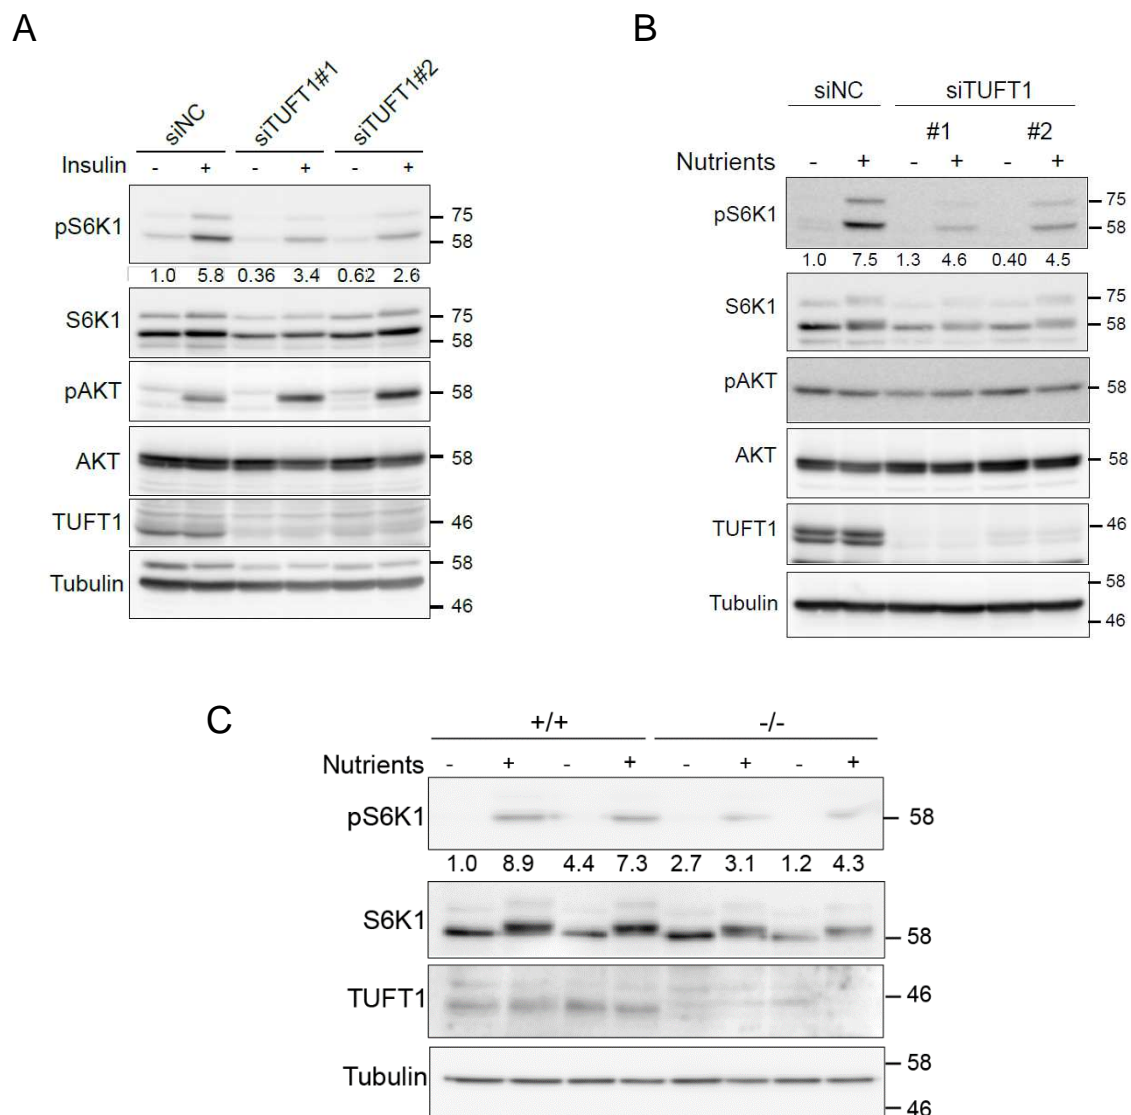 A
siNC siTUFT1#1 siTUFT1#2
Insulin - + - + - +
pS6K1 75
58
1.0 5.8 0.36 3.4 0.62 2.6
S6K1 75
58
pAKT 58
AKT 58
TUFT1 46
58
Tubulin
46
B
siNC siTUFT1
#1 #2
Nutrients - + - + - +
pS6K1 75
58
1.0 7.5 1.3 4.6 0.40 4.5
S6K1 75
58
pAKT 58
AKT 58
TUFT1 46
58
Tubulin
46
C
+/+ -/-
Nutrients - + - + - + - +
pS6K1 58
1.0 8.9 4.4 7.3 2.7 3.1 1.2 4.3
S6K1
58
TUFT1 46
58
Tubulin
46